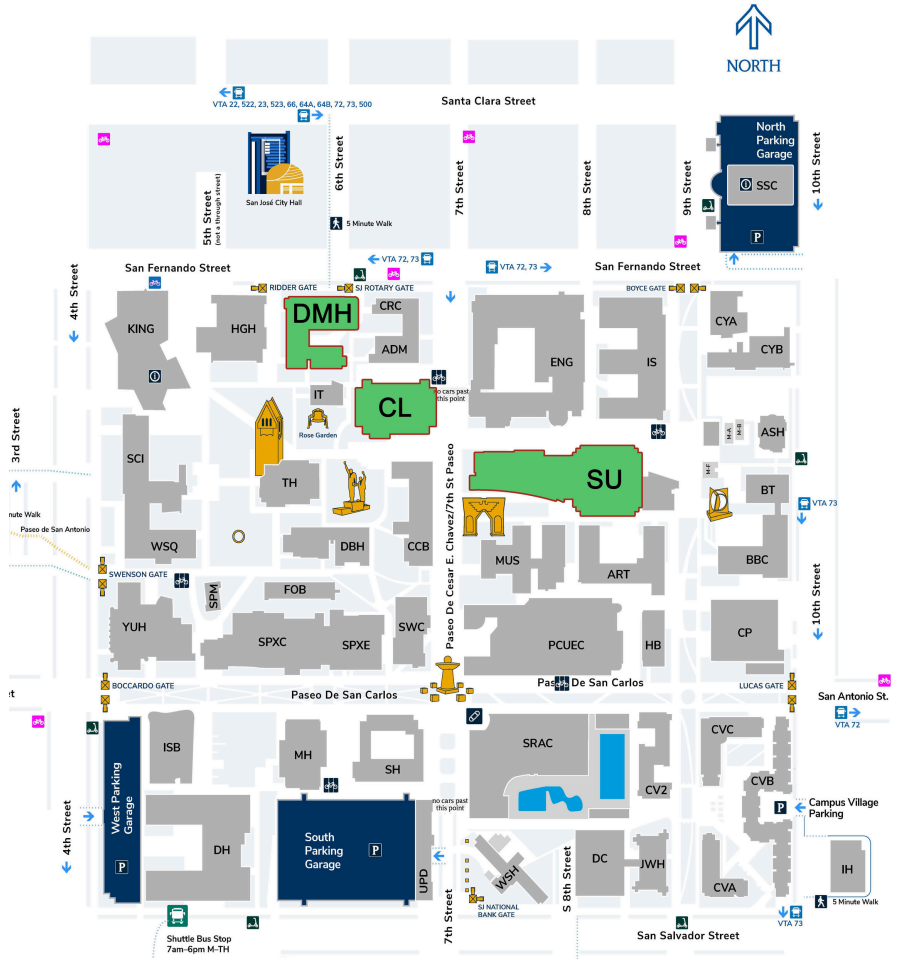 NORTH
Santa Clara Street
VTA 22, 522, 23, 523, 66, 64A, 64B, 72, 73, 500
San José City Hall
5th Street
(not a through street)
6th Street
7th Street
8th Street
9th Street
10th Street
North
Parking
Garage
SSC
P
5 Minute Walk
VTA 72, 73
VTA 72, 73
San Fernando Street
San Fernando Street
4th Street
RIDDER GATE
SJ ROTARY GATE
BOYCE GATE
KING
HGH
DMH
CRC
ADM
ENG
IS
CYA
CYB
IT
Rose Garden
CL
no cars past
this point
3rd Street
SCI
TH
SU
M-A
M-B
ASH
M-F
BT
VTA 73
nute Walk
Paseo de San Antonio
WSQ
DBH
CCB
Paseo De Cesar E. Chavez/7th St Paseo
MUS
ART
BBC
SWENSON GATE
SPM
FOB
10th Street
YUH
SPXC
SPXE
SWC
PCUEC
HB
CP
BOCCARDO GATE
Paseo De San Carlos
Paseo De San Carlos
LUCAS GATE
et
San Antonio St.
VTA 72
ISB
MH
SH
SRAC
CV2
CVC
CVB
P
Campus Village
Parking
West Parking
Garage
P
4th Street
DH
South
Parking
Garage
P
UPD
no cars past
this point
WSH
DC
JWH
CVA
IH
7th Street
SJ NATIONAL
BANK GATE
S 8th Street
5 Minute Walk
VTA 73
San Salvador Street
Shuttle Bus Stop
7am–6pm M–TH